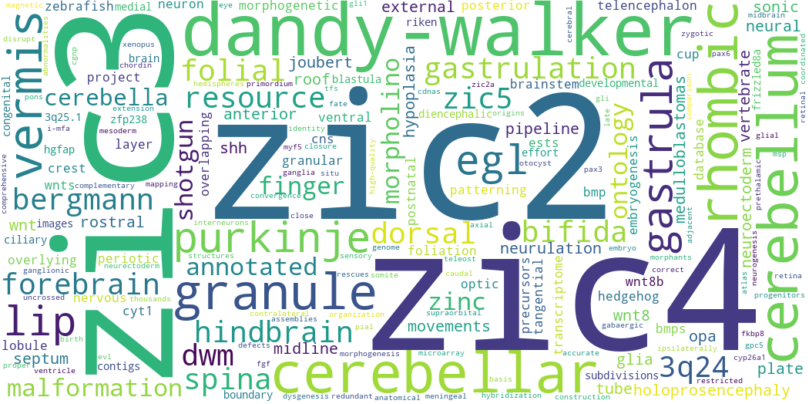 magnetic
zebrafish
medial
neuron
morphogenetic
eye
gli1
external
posterior
telencephalon
sonic
disrupt
abnormalities
vermis
xenopus
brain
chordin
cgnp
dandy-walker
riken
cerebral
zygotic
midbrain
pax6
neural
retinal
coordinated
zic3
folial
joubert
roof
blastula
hypoplasia
gastrulation
cup
rhombic
cerebellum
congenital
pons
extension
project
hemispheres
primordium
tfs
morpholino
zic2a
brainstem
developmental
cerebella
resource
zic5
cdnas
diencephalic
origins
gli
late
gastrula
3q25.1
zfp238
anterior
fate
ventral
overlapping
shotgun
zic2
i-mfa
mesoderm
layer
identity
myf5
closure
cns
pipeline
ests
effort
ontology
medulloblastomas
comparison
database
frizzled8a
vertebrate
glia1
hgfap
shh
granular
ganglia
situ
high-quality
egl
embryogenesis
pax3
msp
comprehensive
crest
mapping
finger
convergence
postnatal
patterning
otocyst
bmp
prethalamic
wnts
complementary
bergmann
close
neurogenesis
neuroectoderm
wnt
images
rostral
interneurons
purkinje
dorsal
bifida
adjacent
ciliary
structures
sensory
foliation
axial
neurulation
embryo
morphants
atlas
retina
overlying
periotic
annotated
genome
teleost
precursors
tangential
transcriptome
correct
progenitors
ganglionic
neurectoderm
rescues
somite
caudal
optic
wnt8b
forebrain
nervous
granule
zic4
hedgehog
gabaergic
uncrossed
thousands
contralateral
organization
zinc
supraorbital
wnt8
cyt1
lip
birth
assemblies
pial
movements
bmps
opa
fkbp8
hindbrain
lobule
evl
contigs
dwm
midline
defects
morphogenesis
microarray
accurate
glia
3q24
gpc5
ipsilaterally
septum
proper
ventricle
spina
fgf
cerebellar
basis
subdivisions
cyp26a1
restricted
plate
malformation
boundary
dysgenesis
redundant
anatomical
meningeal
hybridization
construction
tube
holoprosencephaly